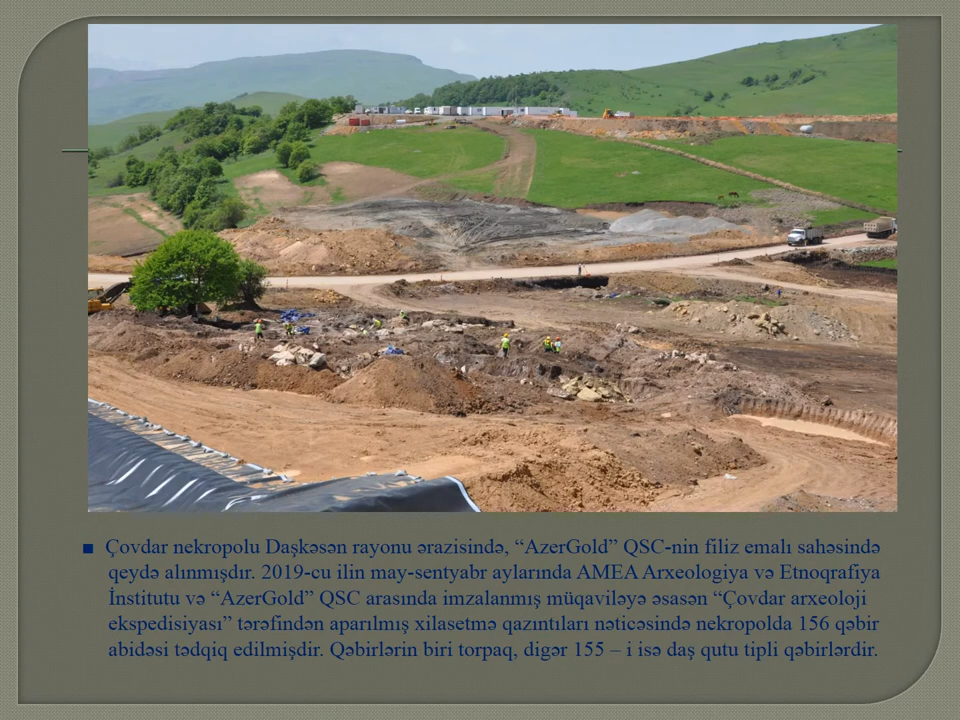 ■ Çovdar nekropolu Daşkəsən rayonu ərazisində, “AzerGold” QSC-nin filiz emalı sahəsində
qeydə alınmışdır. 2019-cu ilin may-sentyabr aylarında AMEA Arxeologiya və Etnoqrafiya
İnstitutu və “AzerGold” QSC arasında imzalanmış müqaviləyə əsasən “Çovdar arxeoloji
ekspedisiyası” tərəfindən aparılmış xilasetmə qazıntıları nəticəsində nekropolda 156 qəbir
abidəsi tədqiq edilmişdir. Qəbirlərin biri torpaq, digər 155 – i isə daş qutu tipli qəbirlərdir.